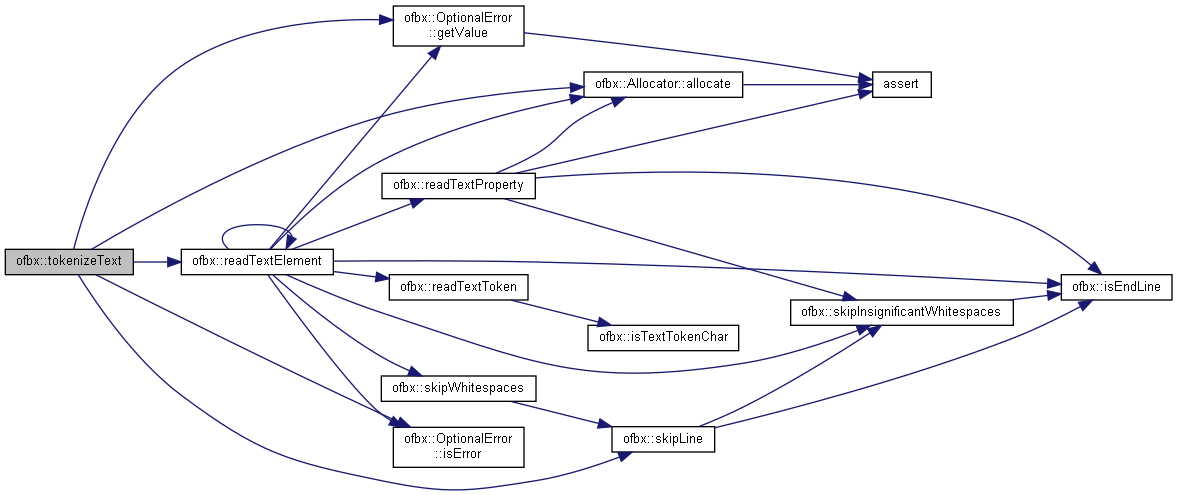 ofbx::OptionalError
::getValue
ofbx::Allocator::allocate
assert
ofbx::readTextProperty
ofbx::tokenizeText
ofbx::readTextElement
ofbx::readTextToken
ofbx::isEndLine
ofbx::skipInsignificantWhitespaces
ofbx::isTextTokenChar
ofbx::skipWhitespaces
ofbx::OptionalError
::isError
ofbx::skipLine